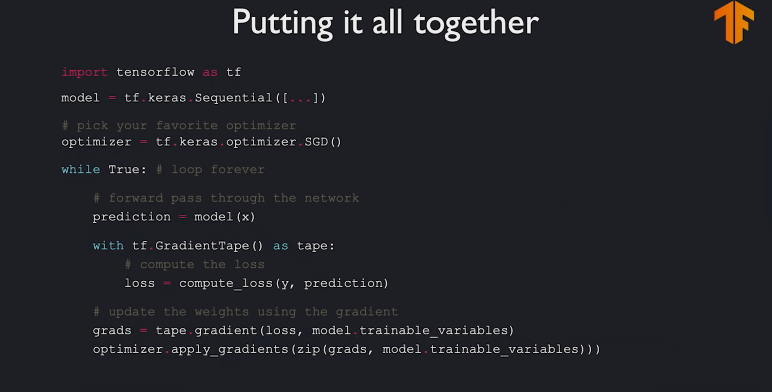 Putting it all together
import tensorflow as tf
model = tf.keras.Sequential([...])
# pick your favorite optimizer
optimizer = tf.keras.optimizer.SGD()
while True: # loop forever
# forward pass through the network
prediction = model(x)
with tf.GradientTape() as tape:
# compute the loss
loss = compute_loss(y, prediction)
# update the weights using the gradient
grads = tape.gradient(loss, model.trainable_variables)
optimizer.apply_gradients(zip(grads, model.trainable_variables)))